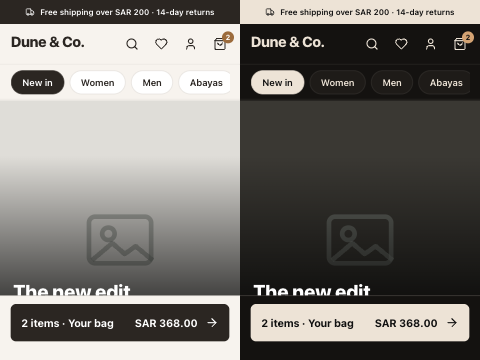 Free shipping over SAR 200 · 14-day returns
Dune & Co.
2
New in
Women
Men
Abayas
The new edit
2 items · Your bag
SAR 368.00
Free shipping over SAR 200 · 14-day returns
Dune & Co.
2
New in
Women
Men
Abayas
The new edit
2 items · Your bag
SAR 368.00